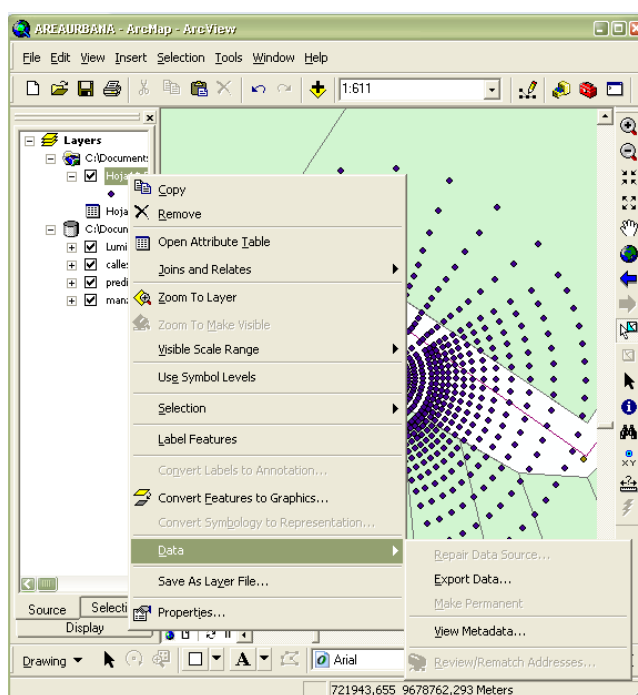 AREAURBANA - ArcMap - ArcView
File Edit View Insert Selection Tools Window Help
1:611
Layers
C:\Document:
Hoja
Hoja
C:\Docun
Lumi
calle
predi
manz
Copy
Remove
Open Attribute Table
Joins and Relates
Zoom To Layer
Zoom To Make Visible
Visible Scale Range
Use Symbol Levels
Selection
Label Features
Convert Labels to Annotation...
Convert Features to Graphics...
Convert Symbology to Representation...
Data
Save As Layer File...
Properties...
Repair Data Source...
Export Data...
Make Permanent
View Metadata...
Review/Rematch Addresses...
XY
Source Selecti
Display
Drawing A Arial
721943,655 9678762,293 Meters